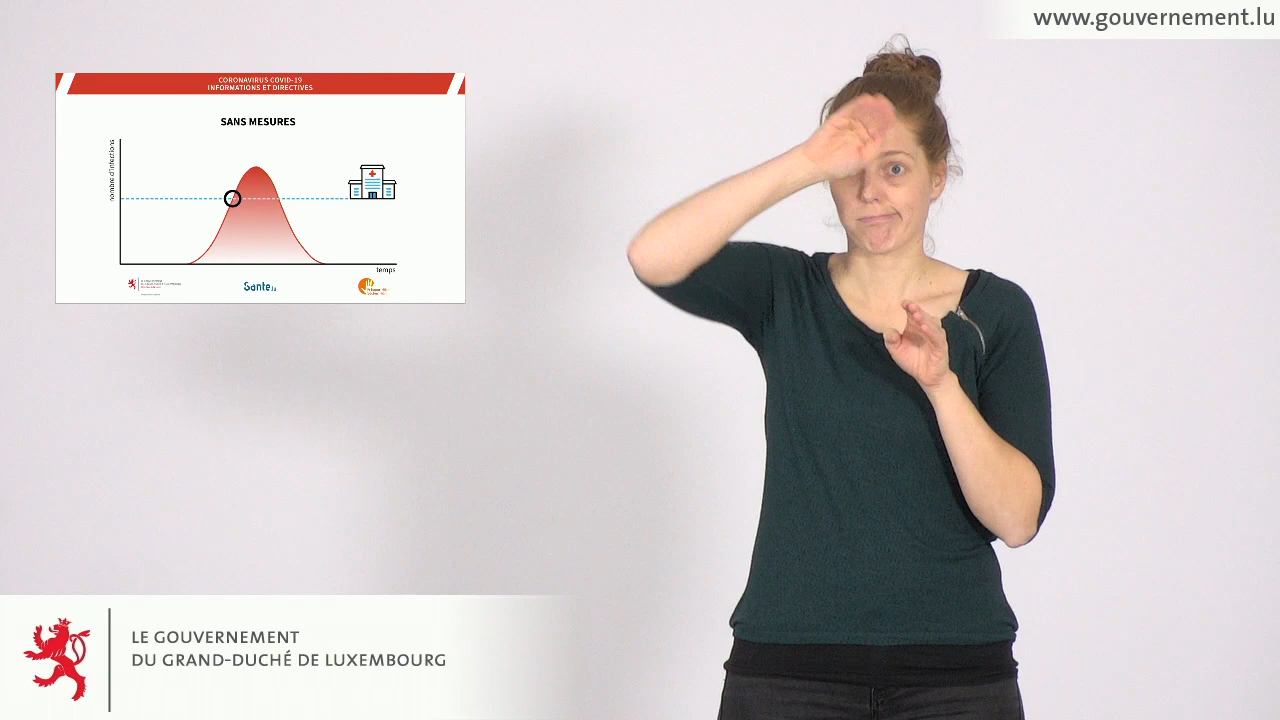 www.gouvernement.lu
CORONAVIRUS COVID-19
INFORMATIONS ET DIRECTIVES
SANS MESURES
nombre d'infections
temps
Santé.lu
LE GOUVERNEMENT
DU GRAND-DUCHÉ DE LUXEMBOURG